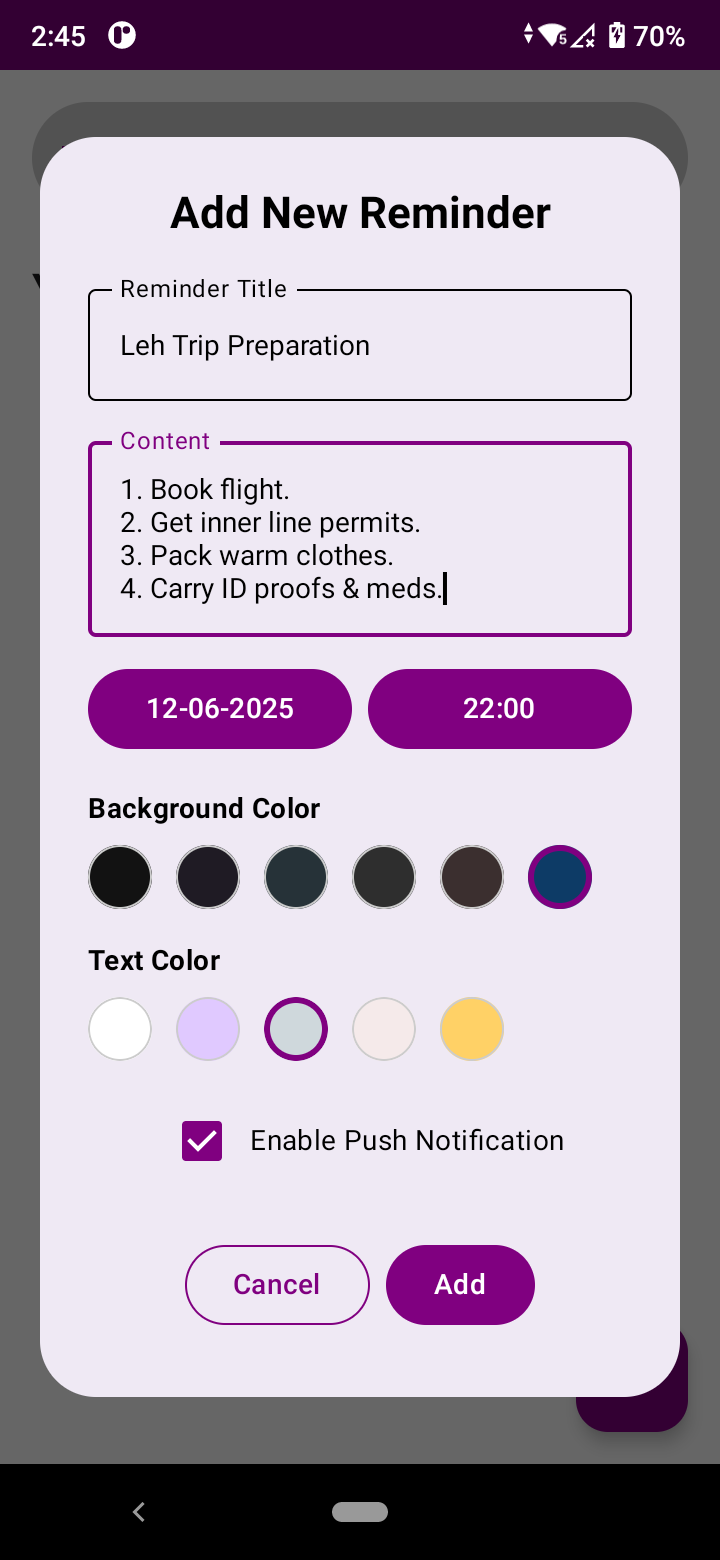 2:45
5
70%
Add New Reminder
Reminder Title
Leh Trip Preparation
Content
1. Book flight.
2. Get inner line permits.
3. Pack warm clothes.
4. Carry ID proofs & meds.
12-06-2025
22:00
Background Color
Text Color
Enable Push Notification
Cancel
Add